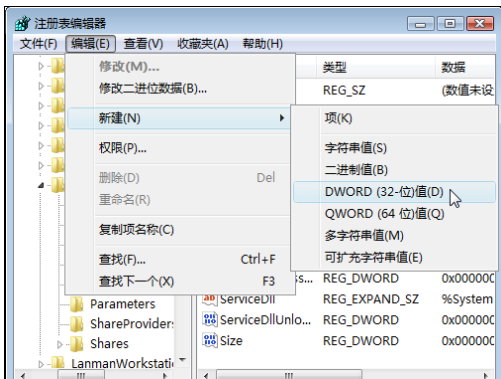 注册表编辑器
文件(F) 编辑(E) 查看(V) 收藏夹(A) 帮助(H)
修改(M)...
修改二进位数据(B)...
新建(N)
权限(P)...
删除(D) Del
重命名(R)
复制项名称(C)
查找(F)... Ctrl+F
查找下一个(X) F3
类型 数据
REG_SZ (数值未设
项(K)
字符串值(S)
二进制值(B)
DWORD (32-位)值(D)
QWORD (64 位)值(Q)
多字符串值(M)
可扩充字符串值(E)
s... REG_DWORD 0x000000
Parameters ServiceDll REG_EXPAND_SZ %System
ShareProvider ServiceDllUnlo... REG_DWORD 0x000000
Shares Size REG_DWORD 0x000000
LanmanWorkstati